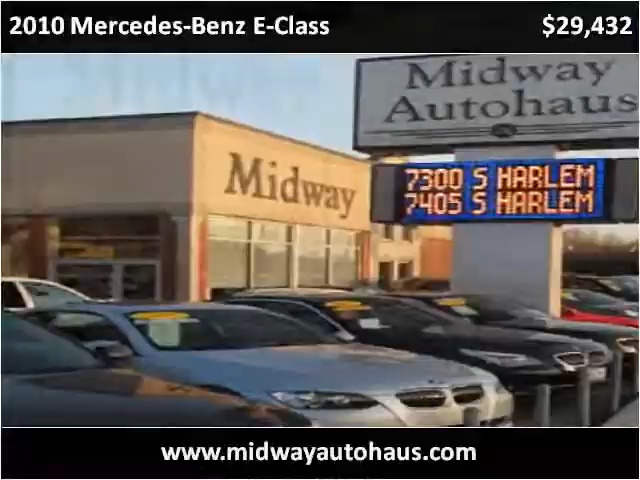 2010 Mercedes-Benz E-Class $29,432
Midway
Autohaus
Midway
7300 S HARLEM
7405 S HARLEM
www.midwayautohaus.com